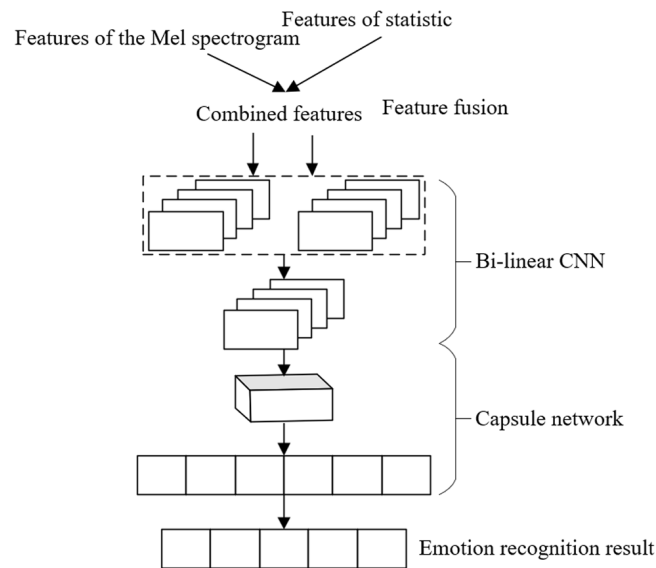 Features of statistic
Features of the Mel spectrogram
Combined features
Feature fusion
Bi-linear CNN
Capsule network
Emotion recognition result